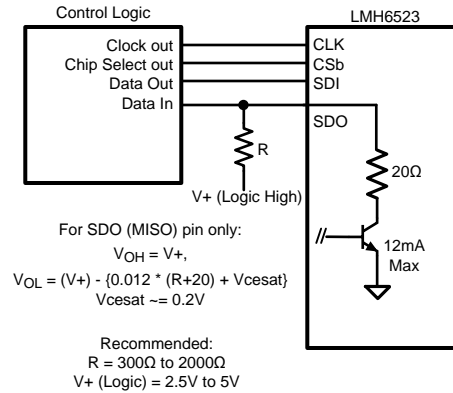 Control Logic
LMH6523
Clock out
CLK
Chip Select out
CSb
Data Out
SDI
Data In
SDO
R
20Ω
V+ (Logic High)
12mA
Max
For SDO (MISO) pin only:
VOH = V+,
VOL = (V+) - {0.012 * (R+20) + Vcesat}
Vcesat ~= 0.2V
Recommended:
R = 300Ω to 2000Ω
V+ (Logic) = 2.5V to 5V